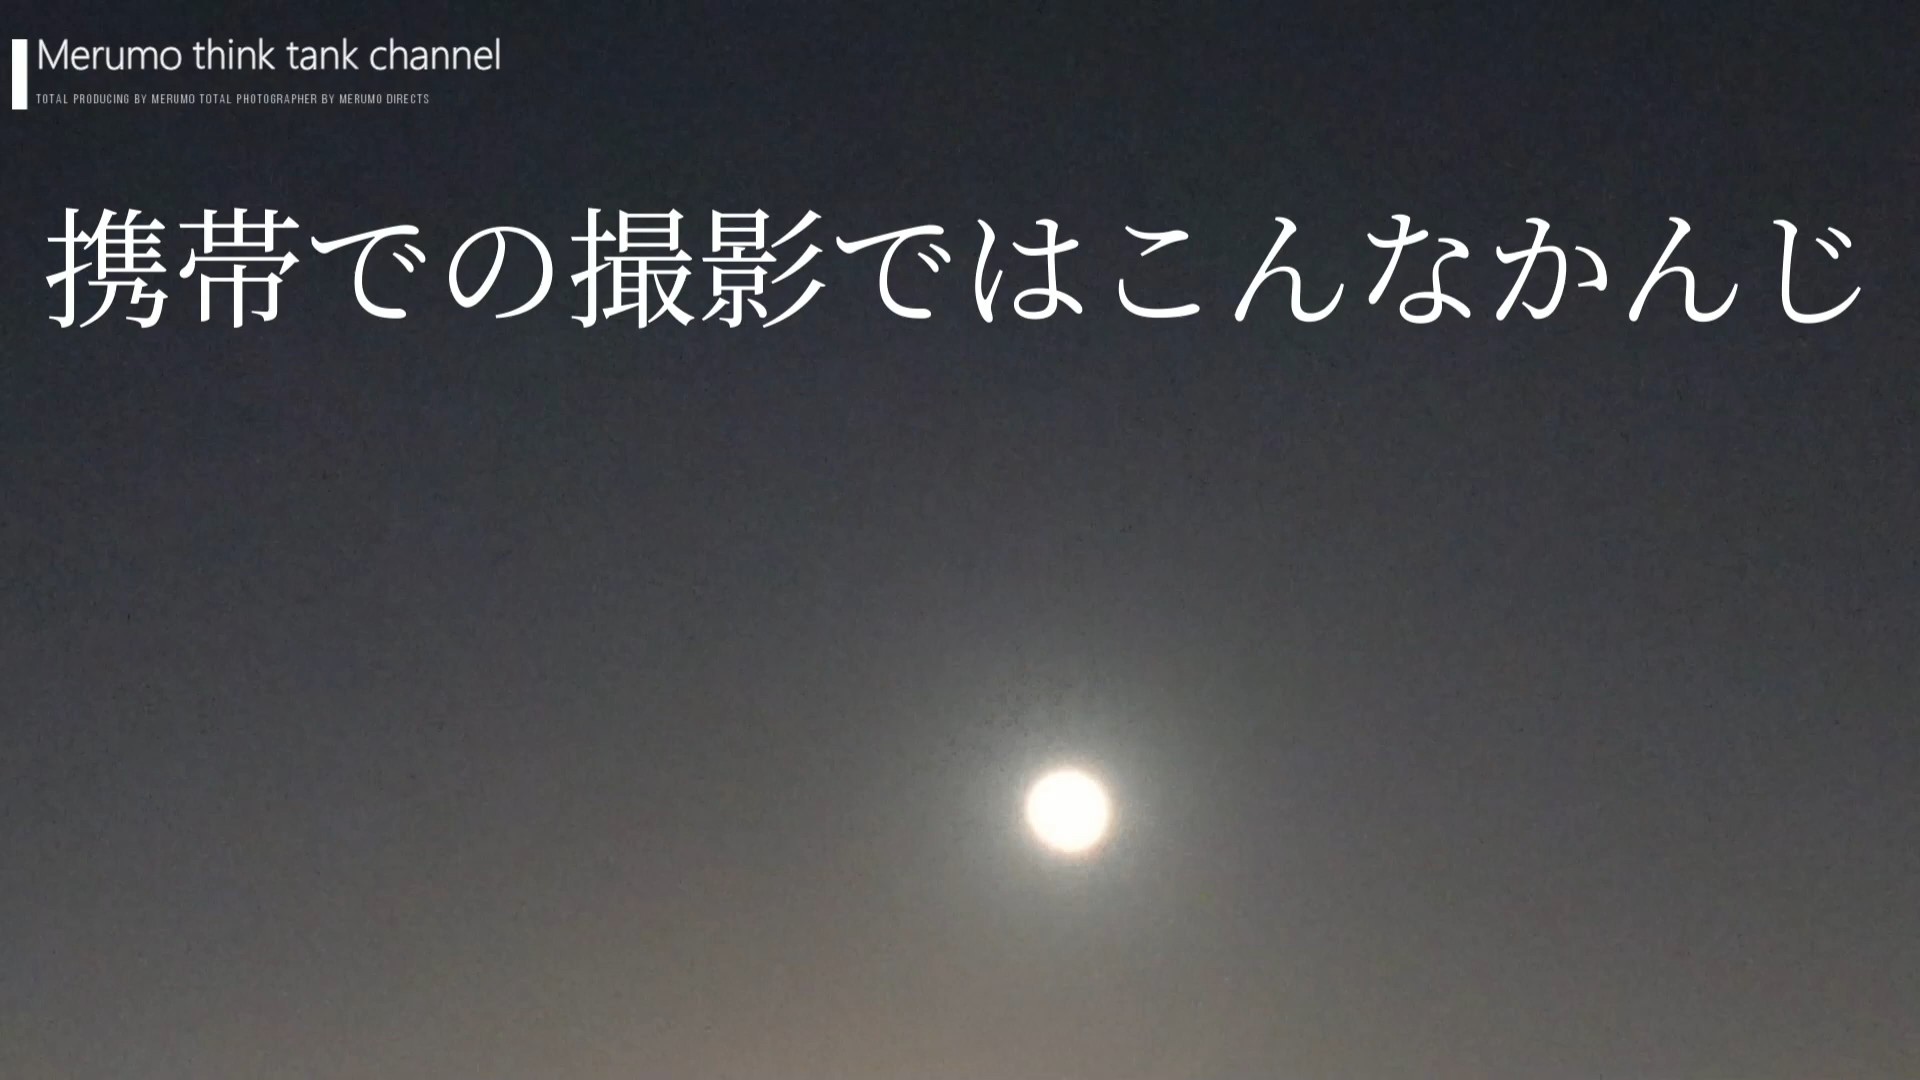 Merumo think tank channel
TOTAL PRODUCING BY MERUMO TOTAL PHOTOGRAPHER BY MERUMO DIRECTS
携帯での撮影ではこんなかんじ